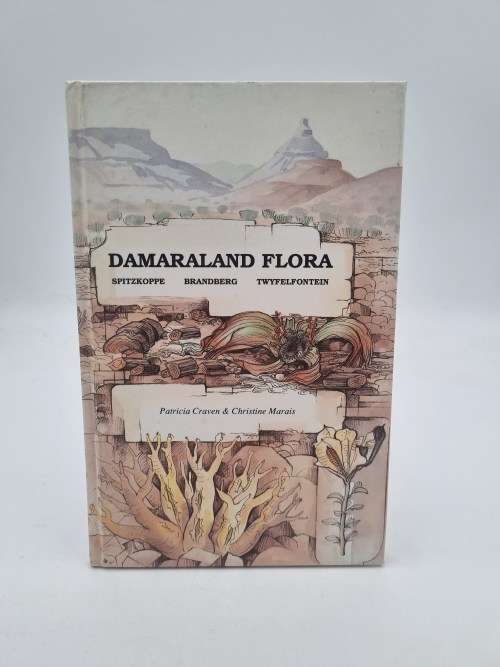 DAMARALAND FLORA
SPITZKOPPE BRANDBERG TWYFELFONTEIN
Patricia Craven & Christine Marais